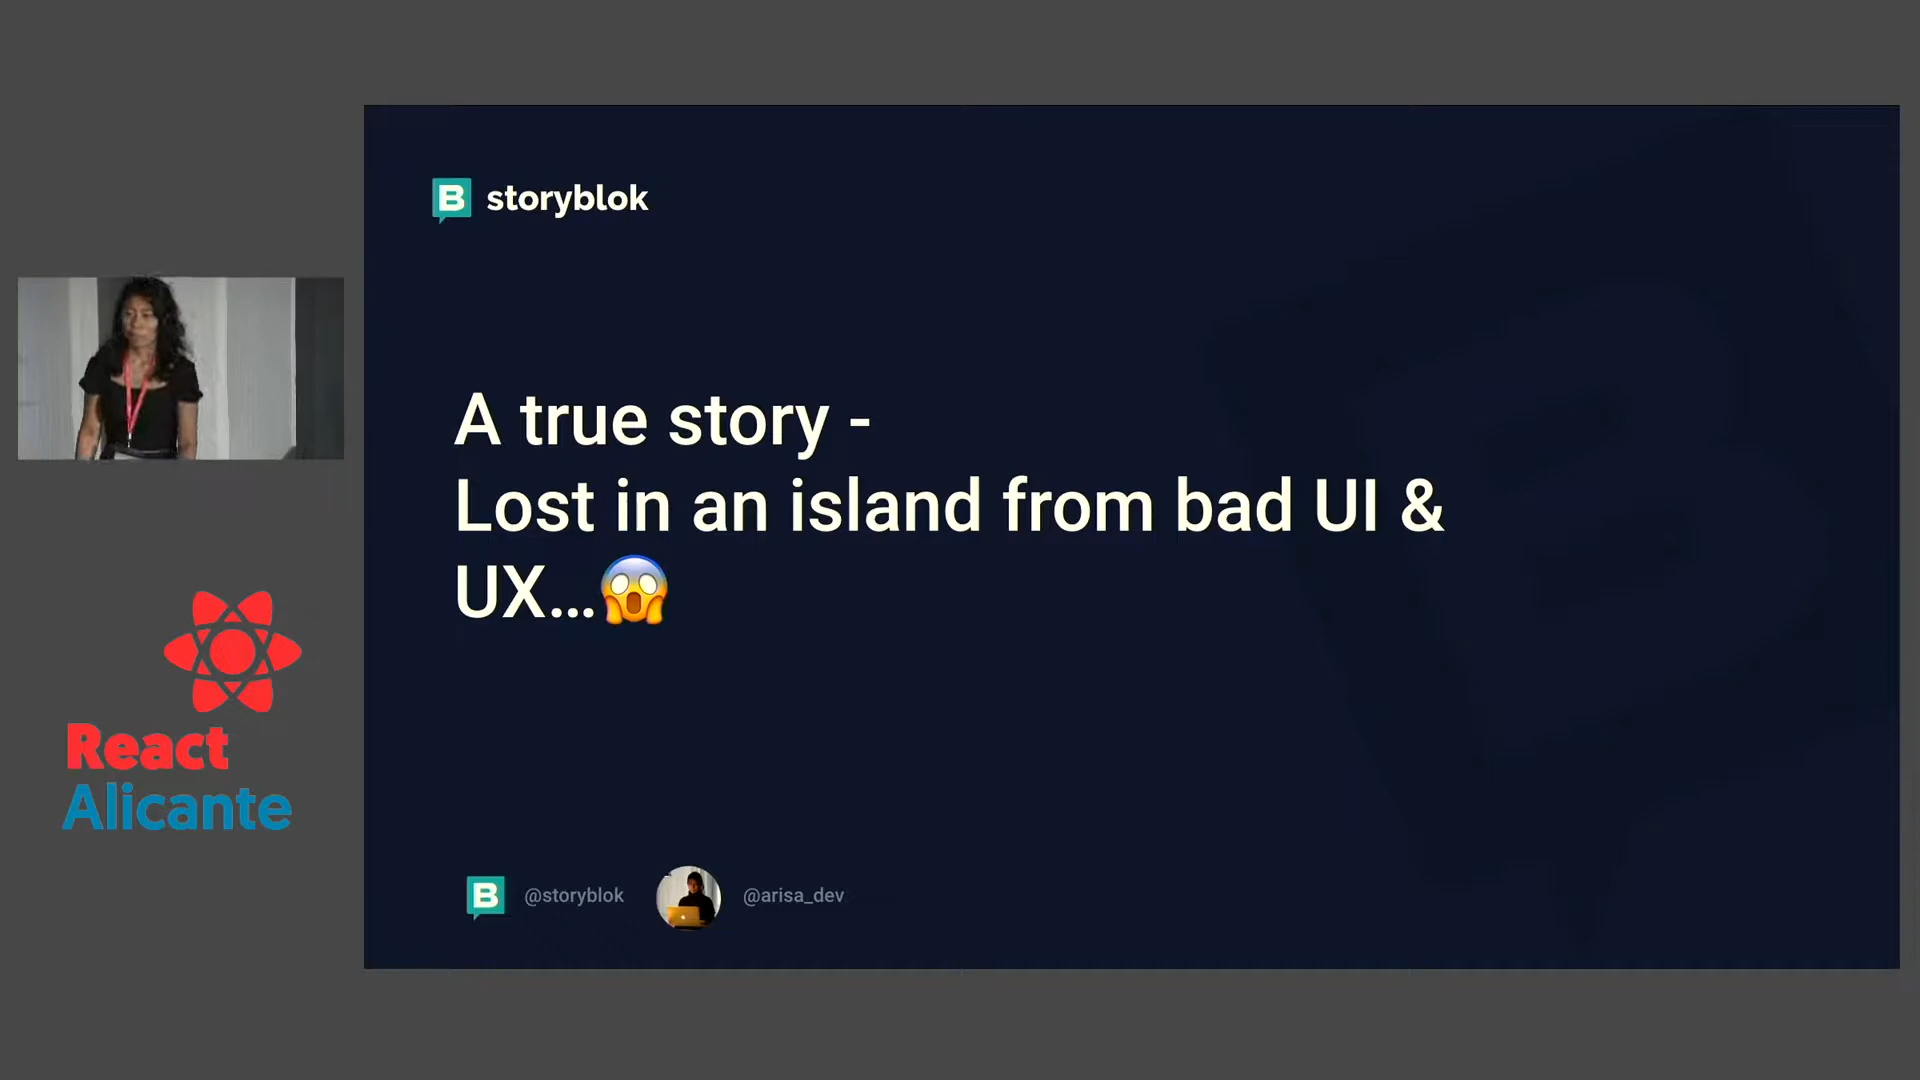 B storyblok
A true story -
Lost in an island from bad UI &
UX...😱
React
Alicante
B @storyblok @arisa_dev